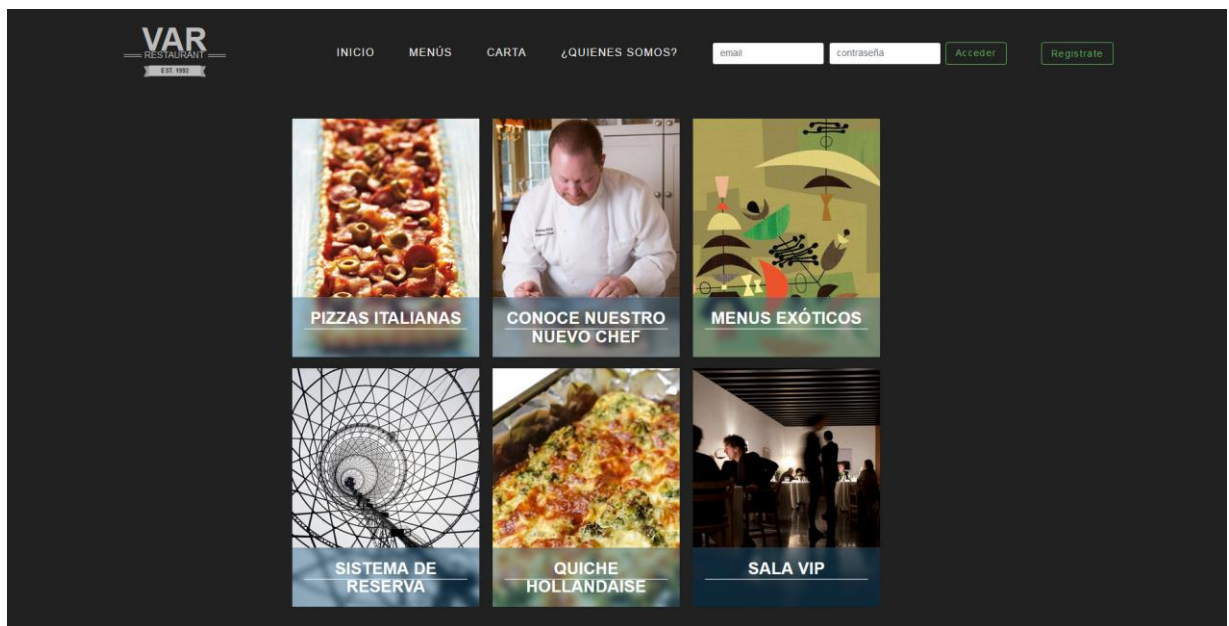 VAR
RESTAURANT
EST. 1992
INICIO
MENÚS
CARTA
¿QUIENES SOMOS?
email
contraseña
Acceder
Registrate
PIZZAS ITALIANAS
CONOCE NUESTRO
NUEVO CHEF
MENUS EXÓTICOS
SISTEMA DE
RESERVA
QUICHE
HOLLANDAISE
SALA VIP